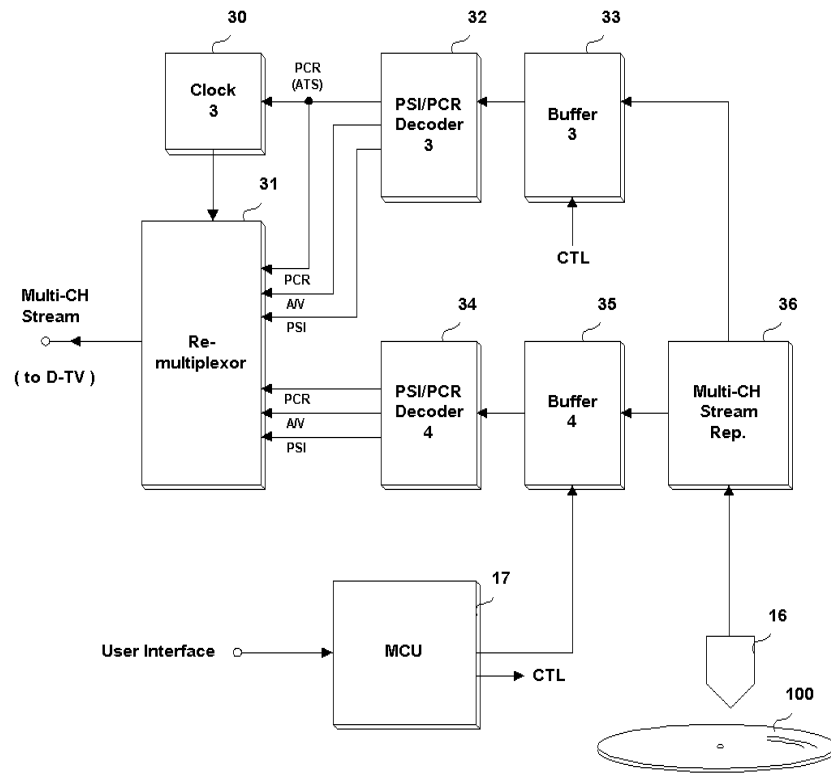 30
32
33
Clock
3
PCR
(ATS)
PSI/PCR
Decoder
3
Buffer
3
31
CTL
PCR
A/V
PSI
Multi-CH
Stream
( to D-TV )
Re-
multiplexor
34
35
36
PCR
A/V
PSI
PSI/PCR
Decoder
4
Buffer
4
Multi-CH
Stream
Rep.
17
User Interface
MCU
CTL
16
100